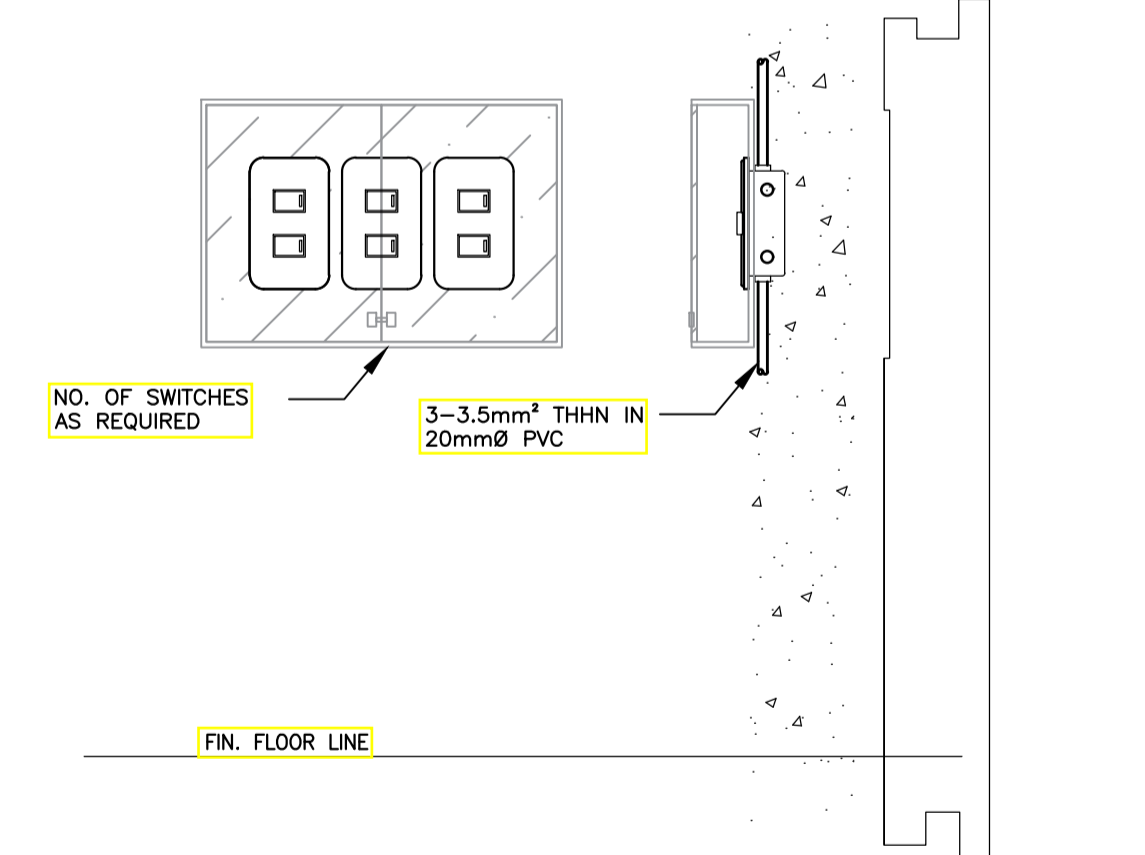 NO. OF SWITCHES
AS REQUIRED
3-3.5mm² THHN IN
20mmØ PVC
FIN. FLOOR LINE